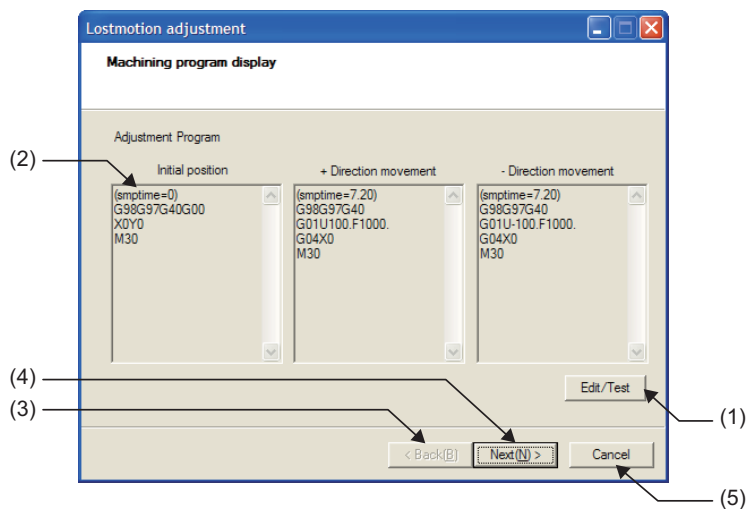 Lostmotion adjustment
Machining program display
Adjustment Program
(2)
Initial position
+ Direction movement
- Direction movement
(smptime=0)
G98G97G40G00
X0Y0
M30
(smptime=7.20)
G98G97G40
G01U100.F1000.
G04X0
M30
(smptime=7.20)
G98G97G40
G01U-100.F1000.
G04X0
M30
(4)
Edit/Test
(3)
(1)
< Back(B)
Next(N) >
Cancel
(5)